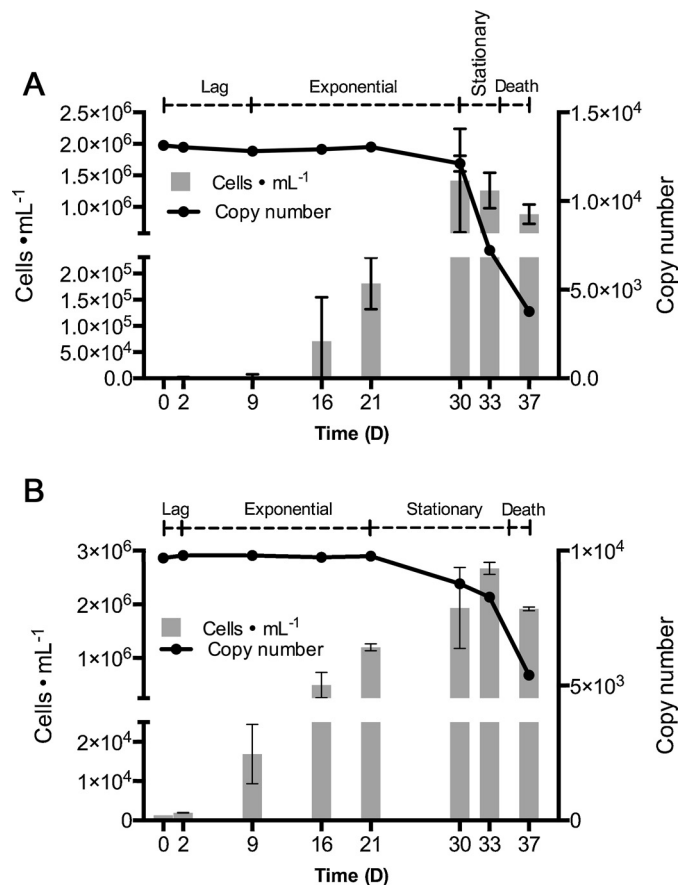 A
Lag Exponential Stationary Death
2.5×10⁶
2.0×10⁶
1.5×10⁶
1.0×10⁶
2.0×10⁵
1.5×10⁵
1.0×10⁵
5.0×10⁴
0.0
Cells•mL⁻¹
Cells • mL⁻¹
Copy number
1.5×10⁴
1.0×10⁴
5.0×10³
0.0
Copy number
0 2 9 16 21 30 33 37
Time (D)
B
Lag Exponential Stationary Death
3×10⁶
2×10⁶
1×10⁶
2×10⁴
1×10⁴
0
Cells•mL⁻¹
Cells • mL⁻¹
Copy number
1×10⁴
5×10³
0
Copy number
0 2 9 16 21 30 33 37
Time (D)